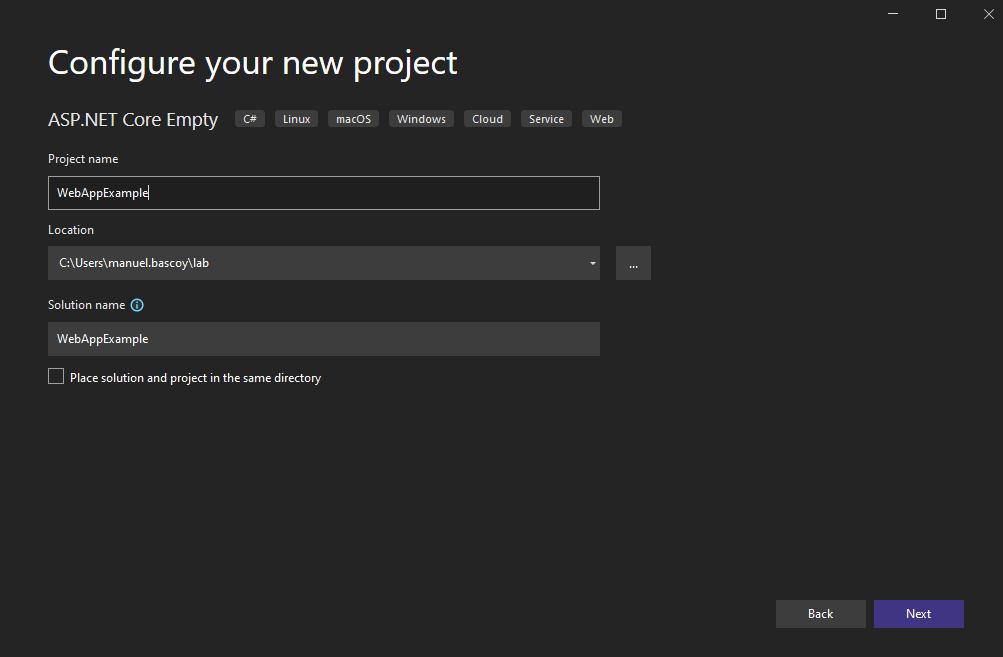 Configure your new project
ASP.NET Core Empty C# Linux macOS Windows Cloud Service Web
Project name
WebAppExample
Location
C:\Users\manuel.bascoy\lab
...
Solution name
WebAppExample
Place solution and project in the same directory
Back Next